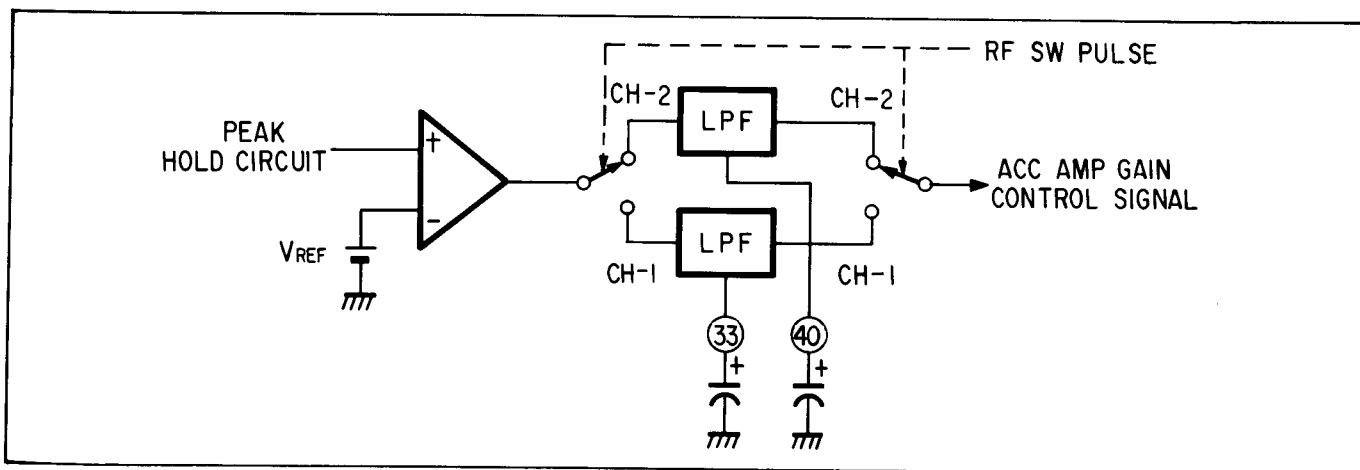 RF SW PULSE
CH-2
CH-2
PEAK
HOLD CIRCUIT
+
LPF
ACC AMP GAIN
CONTROL SIGNAL
−
LPF
VREF
CH-1
CH-1
33
40
+
+